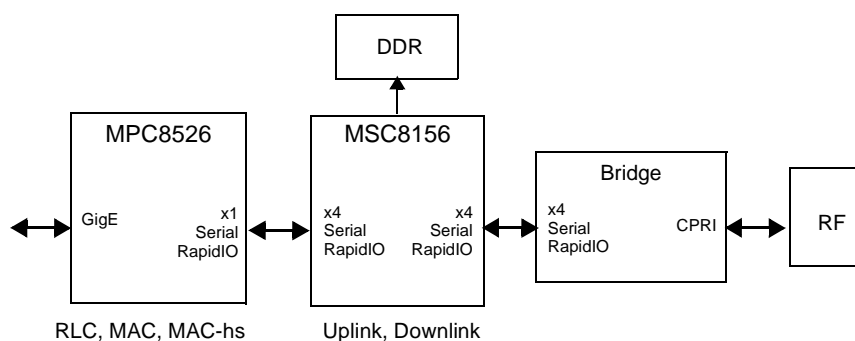 DDR
MPC8526
GigE
x1
Serial
RapidIO
RLC, MAC, MAC-hs
MSC8156
x4
Serial
RapidIO
x4
Serial
RapidIO
Uplink, Downlink
Bridge
x4
Serial
RapidIO
CPRI
RF